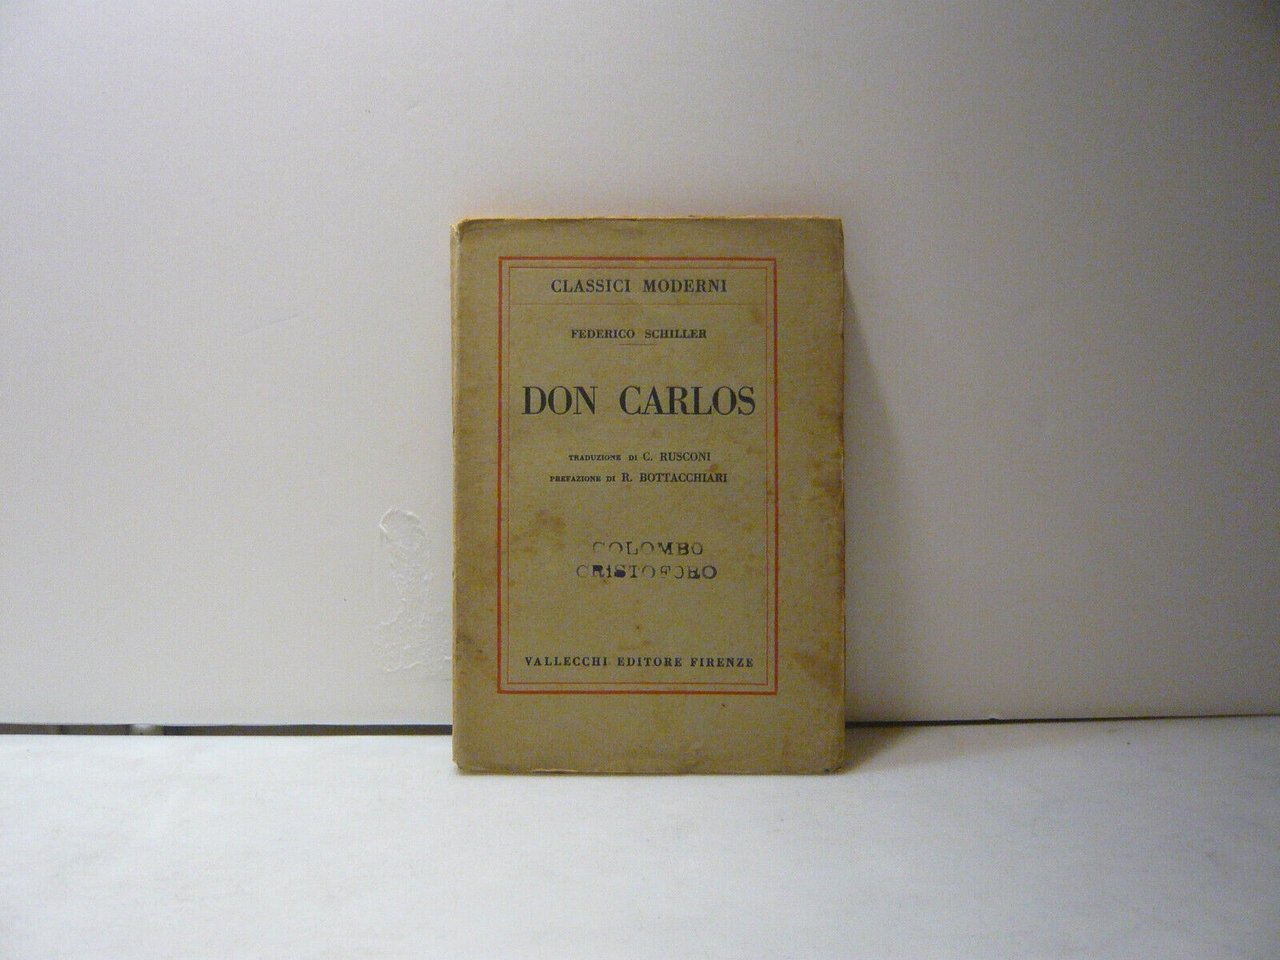 CLASSICI MODERNI
FEDERICO SCHILLER
DON CARLOS
TRADUZIONE DI C. RUSCONI
PREFAZIONE DI R. BOTTACCHIARI
COLOMBO
CRISTOFORO
VALLECCHI EDITORE FIRENZE